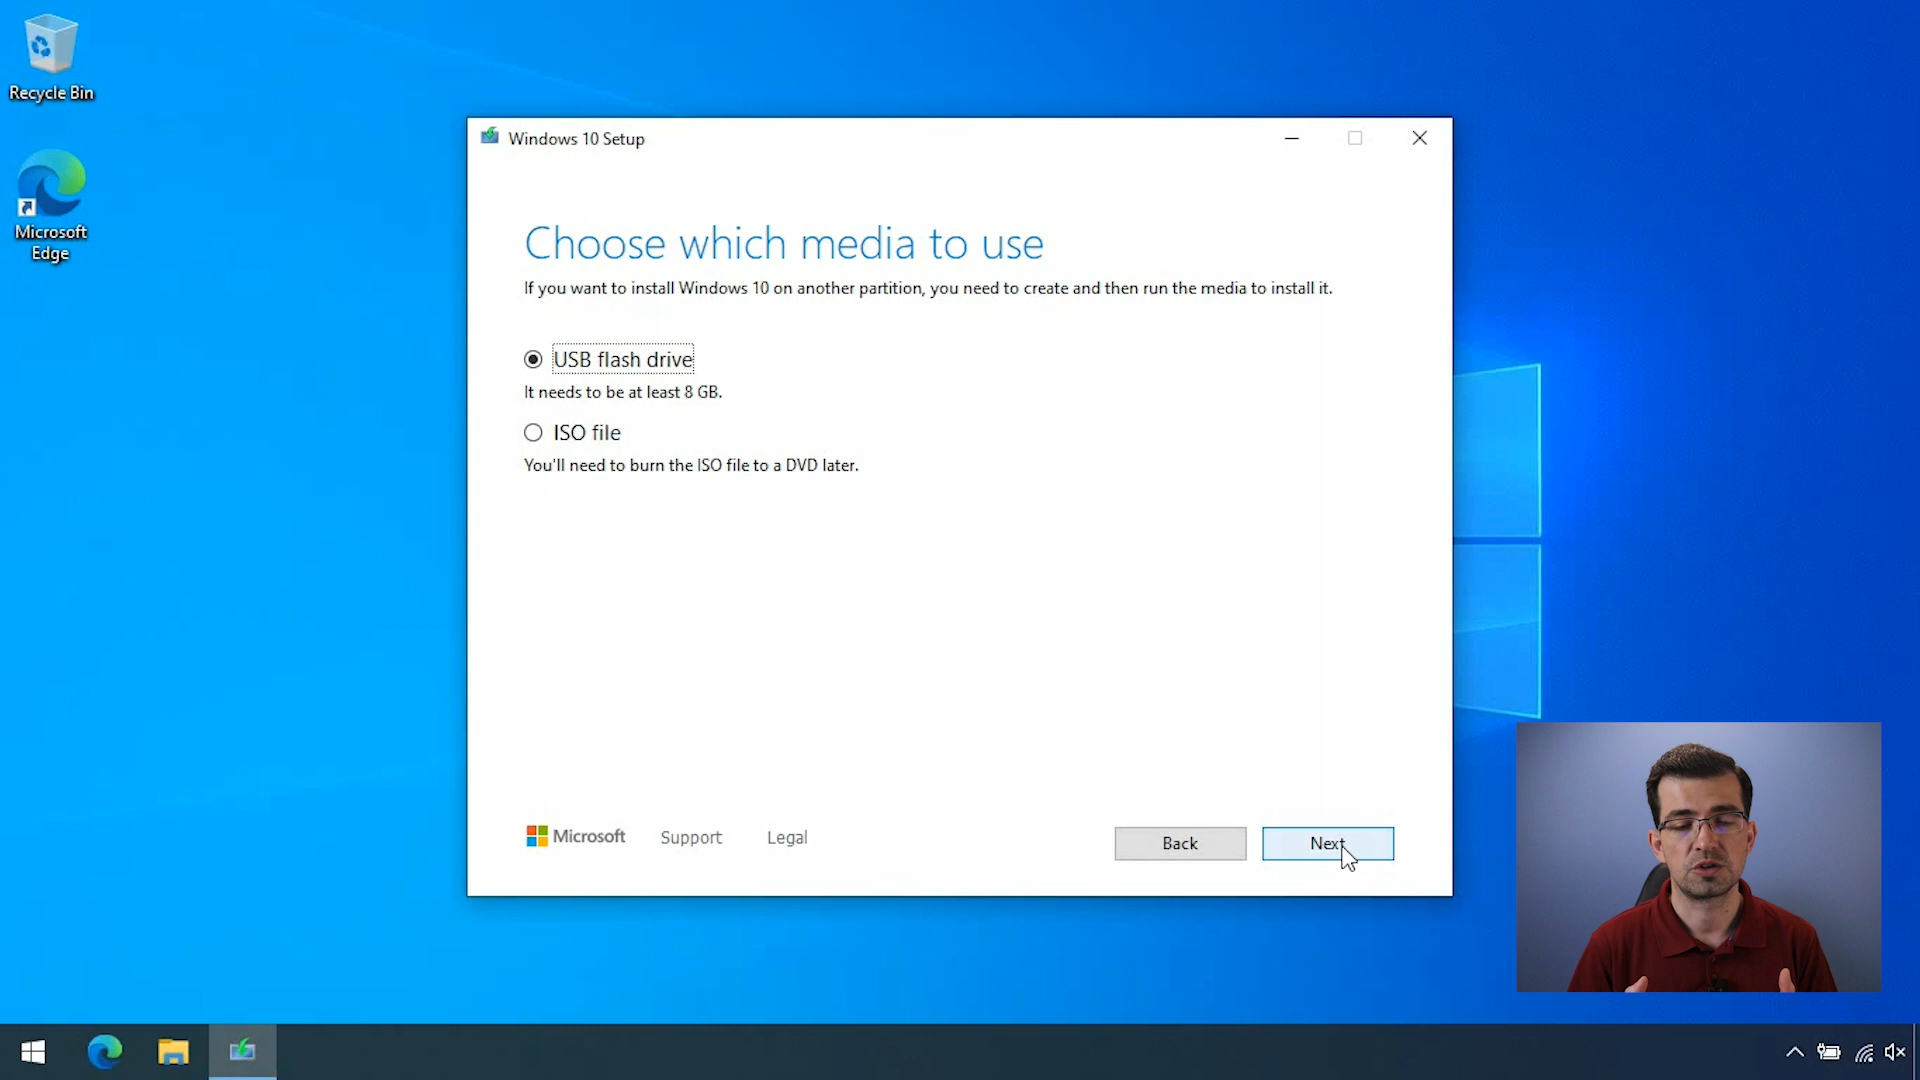 Recycle Bin
Microsoft
Edge
Windows 10 Setup
Choose which media to use
If you want to install Windows 10 on another partition, you need to create and then run the media to install it.
USB flash drive
It needs to be at least 8 GB.
ISO file
You'll need to burn the ISO file to a DVD later.
Microsoft
Support
Legal
Back
Next